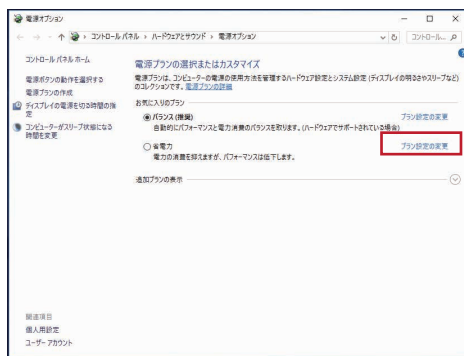 電源オプション
コントロール パネル › ハードウェアとサウンド › 電源オプション
コントロール...
コントロール パネル ホーム
電源ボタンの動作を選択する
電源プランの作成
ディスプレイの電源を切る時間の指定
コンピューターがスリープ状態になる時間を変更
電源プランの選択またはカスタマイズ
電源プランは、コンピューターの電源の使用方法を管理するハードウェア設定とシステム設定 (ディスプレイの明るさやスリープなど)
のコレクションです。電源プランの詳細
お気に入りのプラン
バランス (推奨) プラン設定の変更
自動的にパフォーマンスと電力消費のバランスを取ります。(ハードウェアでサポートされている場合)
省電力 プラン設定の変更
電力の消費を抑えますが、パフォーマンスは低下します。
追加プランの表示
関連項目
個人用設定
ユーザー アカウント